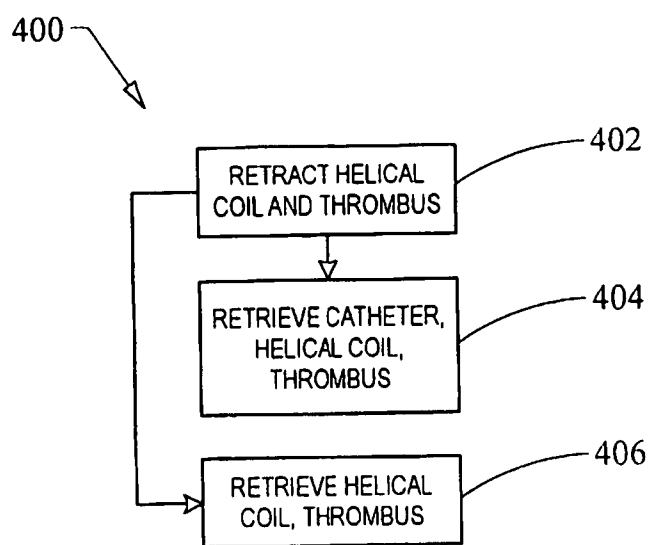 400
402
RETRACT HELICAL
COIL AND THROMBUS
404
RETRIEVE CATHETER,
HELICAL COIL,
THROMBUS
406
RETRIEVE HELICAL
COIL, THROMBUS